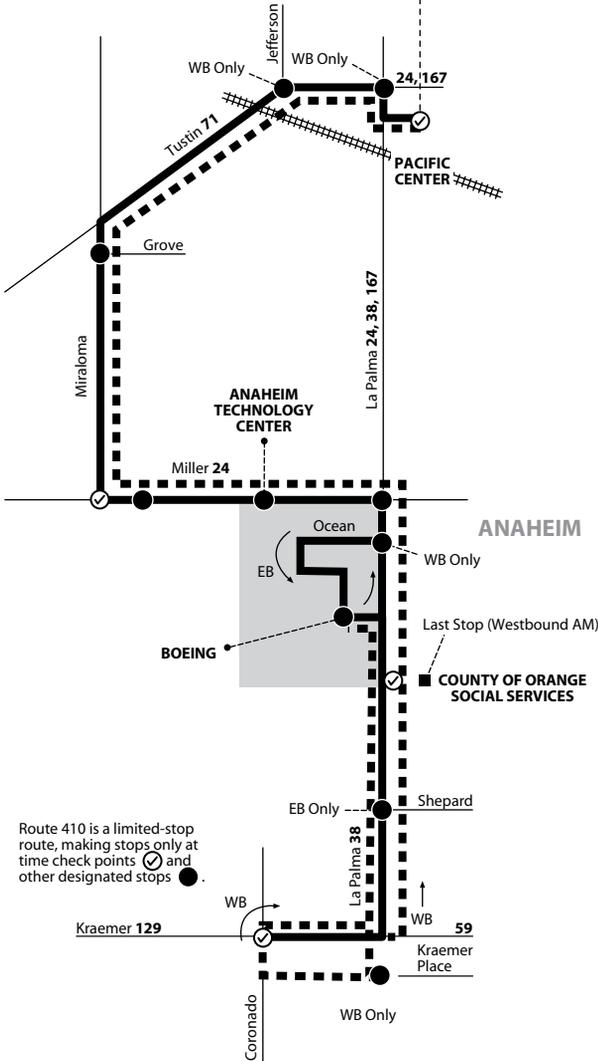 Jefferson
WB Only
WB Only
24, 167
Tustin 71
PACIFIC
CENTER
Grove
Miraloma
La Palma 24, 38, 167
ANAHEIM
TECHNOLOGY
CENTER
Miller 24
ANAHEIM
Ocean
EB
WB Only
Last Stop (Westbound AM)
BOEING
COUNTY OF ORANGE
SOCIAL SERVICES
EB Only
Shepard
Route 410 is a limited-stop
route, making stops only at
time check points and
other designated stops .
La Palma 38
WB
WB
Kraemer 129
59
Kraemer
Place
Coronado
WB Only